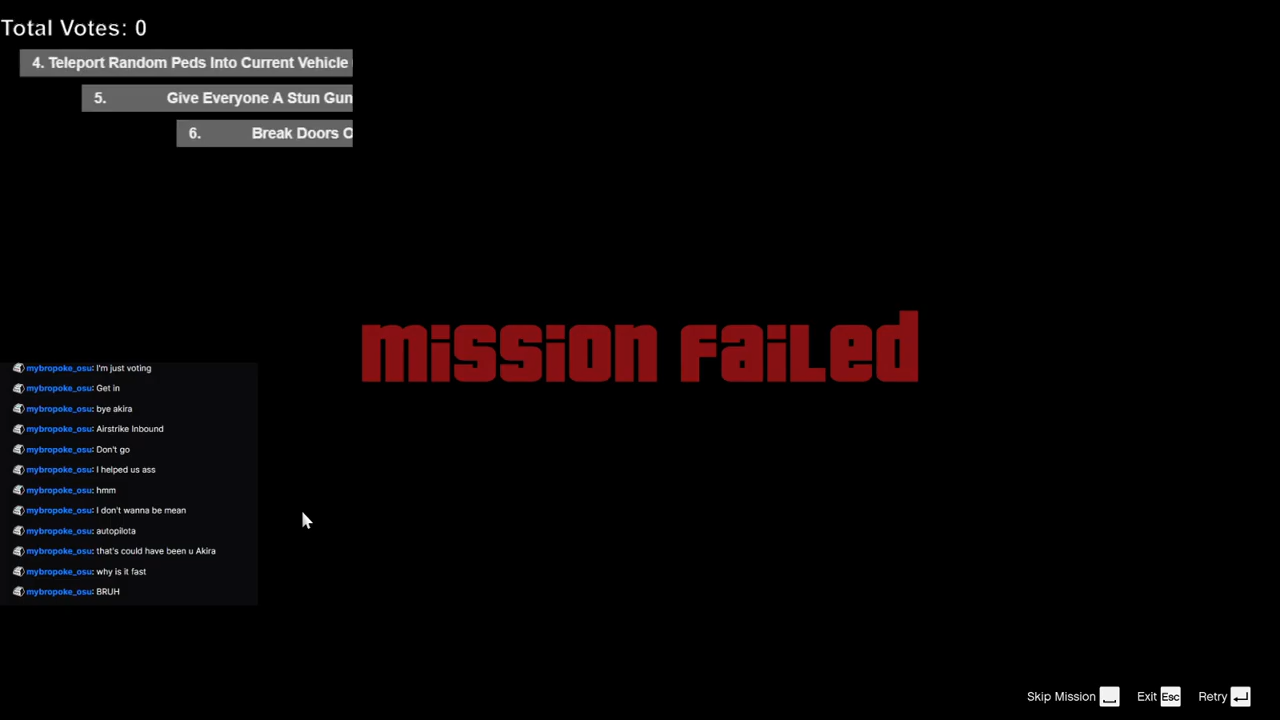 Total Votes: 0
4. Teleport Random Peds Into Current Vehicle
5. Give Everyone A Stun Gun
6. Break Doors O
mission failed
mybropoke_osu: I'm just voting
mybropoke_osu: Get in
mybropoke_osu: bye akira
mybropoke_osu: Airstrike Inbound
mybropoke_osu: Don't go
mybropoke_osu: I helped us ass
mybropoke_osu: hmm
mybropoke_osu: I don't wanna be mean
mybropoke_osu: autopilota
mybropoke_osu: that's could have been u Akira
mybropoke_osu: why is it fast
mybropoke_osu: BRUH
Skip Mission Exit Esc Retry